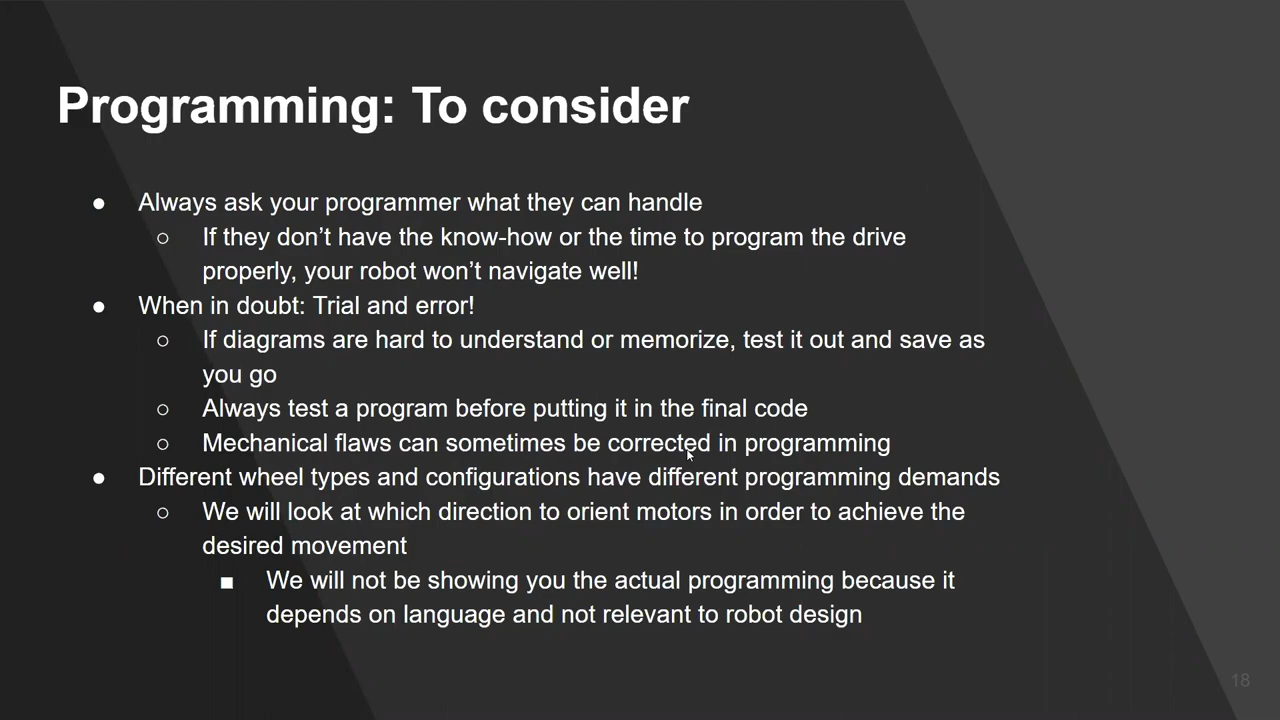 Programming: To consider
● Always ask your programmer what they can handle
○ If they don’t have the know-how or the time to program the drive
properly, your robot won’t navigate well!
● When in doubt: Trial and error!
○ If diagrams are hard to understand or memorize, test it out and save as
you go
○ Always test a program before putting it in the final code
○ Mechanical flaws can sometimes be corrected in programming
● Different wheel types and configurations have different programming demands
○ We will look at which direction to orient motors in order to achieve the
desired movement
■ We will not be showing you the actual programming because it
depends on language and not relevant to robot design
18